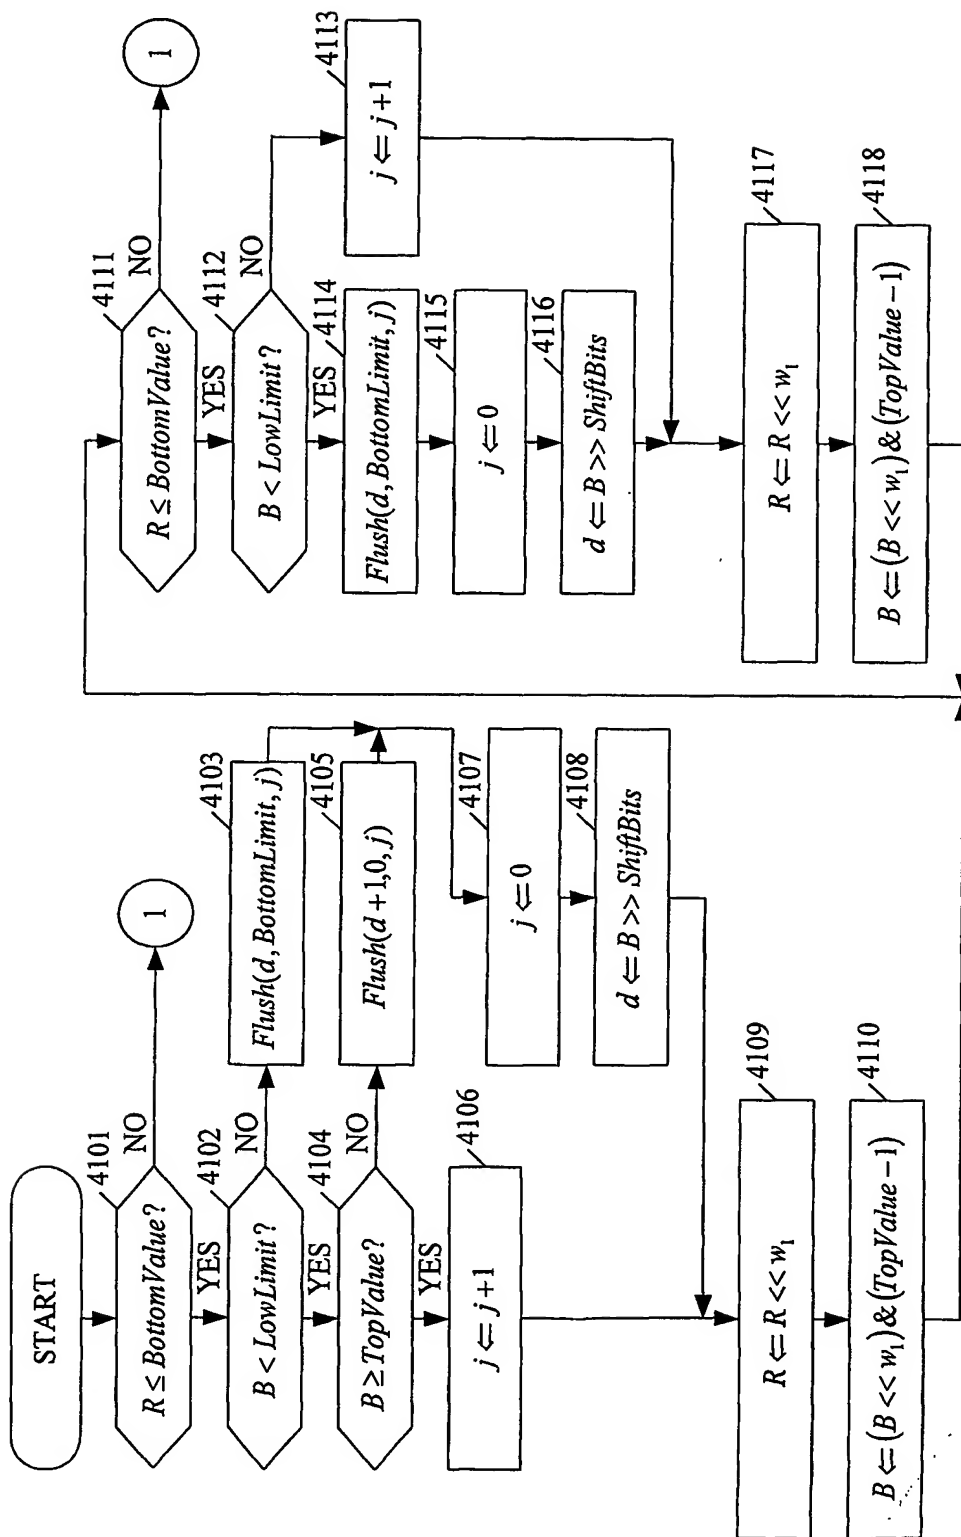 START
4101
R ≤ BottomValue?
NO
1
YES
4102
B < LowLimit?
NO
4103
Flush(d, BottomLimit, j)
YES
4104
B ≥ TopValue?
NO
4105
Flush(d+1,0, j)
YES
4106
j ⇐ j+1
4107
j ⇐ 0
4108
d ⇐ B >> ShiftBits
4109
R ⇐ R << w₁
4110
B ⇐ (B << w₁) & (TopValue − 1)
4111
R ≤ BottomValue?
NO
1
YES
4112
B < LowLimit?
NO
4113
j ⇐ j+1
YES
4114
Flush(d, BottomLimit, j)
4115
j ⇐ 0
4116
d ⇐ B >> ShiftBits
4117
R ⇐ R << w₁
4118
B ⇐ (B << w₁) & (TopValue − 1)